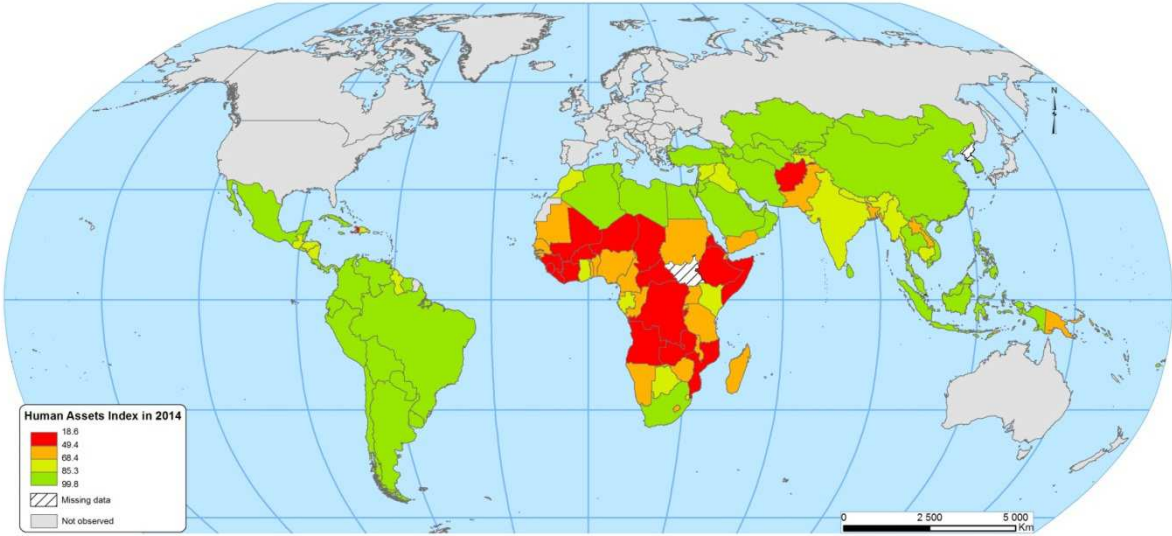 N
Human Assets Index in 2014
18.6
49.4
68.4
85.3
99.8
Missing data
Not observed
0 2 500 5 000
Km